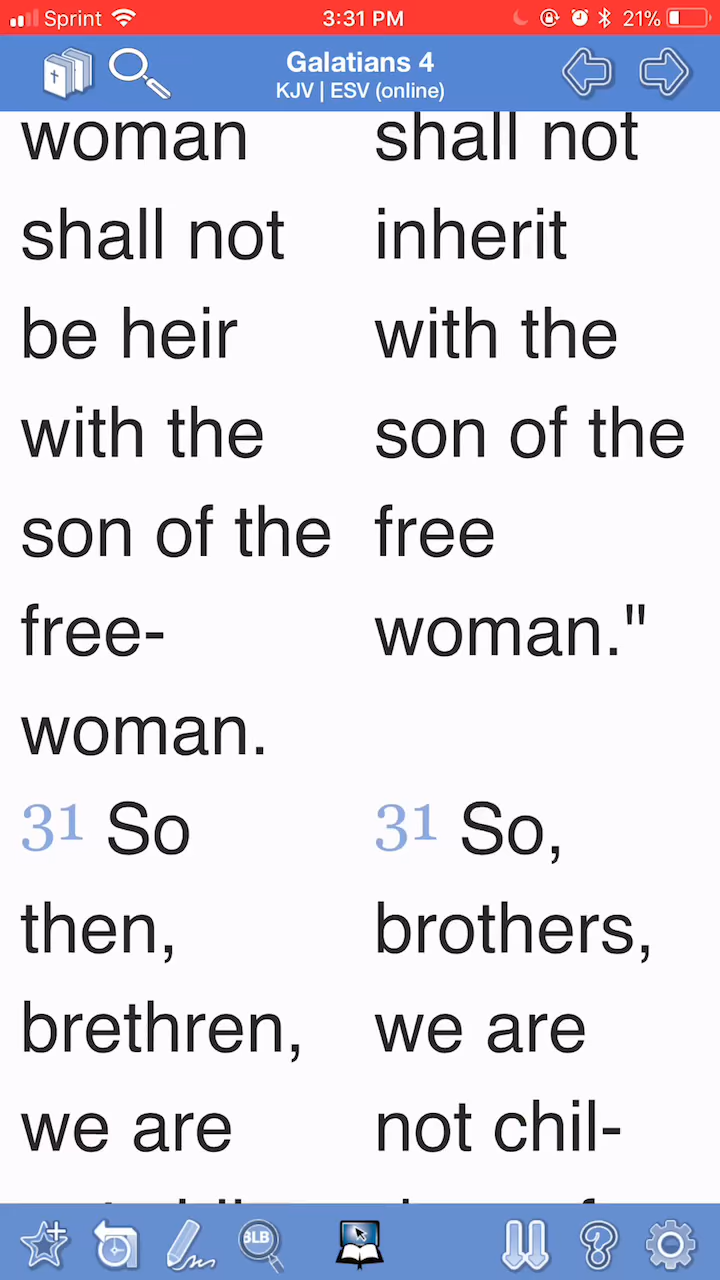 Sprint 3:31 PM 21%
Galatians 4
KJV | ESV (online)
woman
shall not
be heir
with the
son of the
free-
woman.
31 So
then,
brethren,
we are
shall not
inherit
with the
son of the
free
woman."
31 So,
brothers,
we are
not chil-
BLB